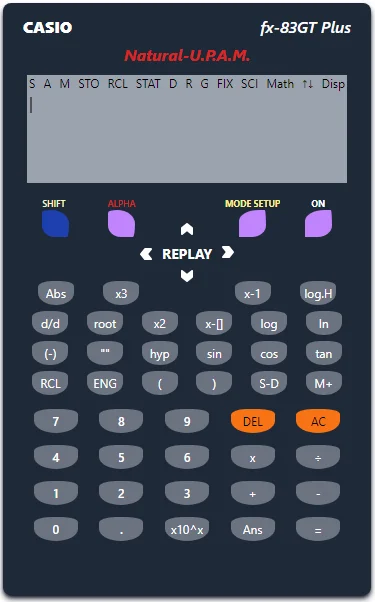 CASIO fx-83GT Plus
Natural-U.P.A.M.
S A M STO RCL STAT D R G FIX SCI Math ↑↓ Disp
SHIFT ALPHA MODE SETUP ON
REPLAY
Abs x3 x-1 log.H
d/d root x2 x-[] log ln
(-) "" hyp sin cos tan
RCL ENG ( ) S-D M+
7 8 9 DEL AC
4 5 6 x ÷
1 2 3 + -
0 . x10^x Ans =